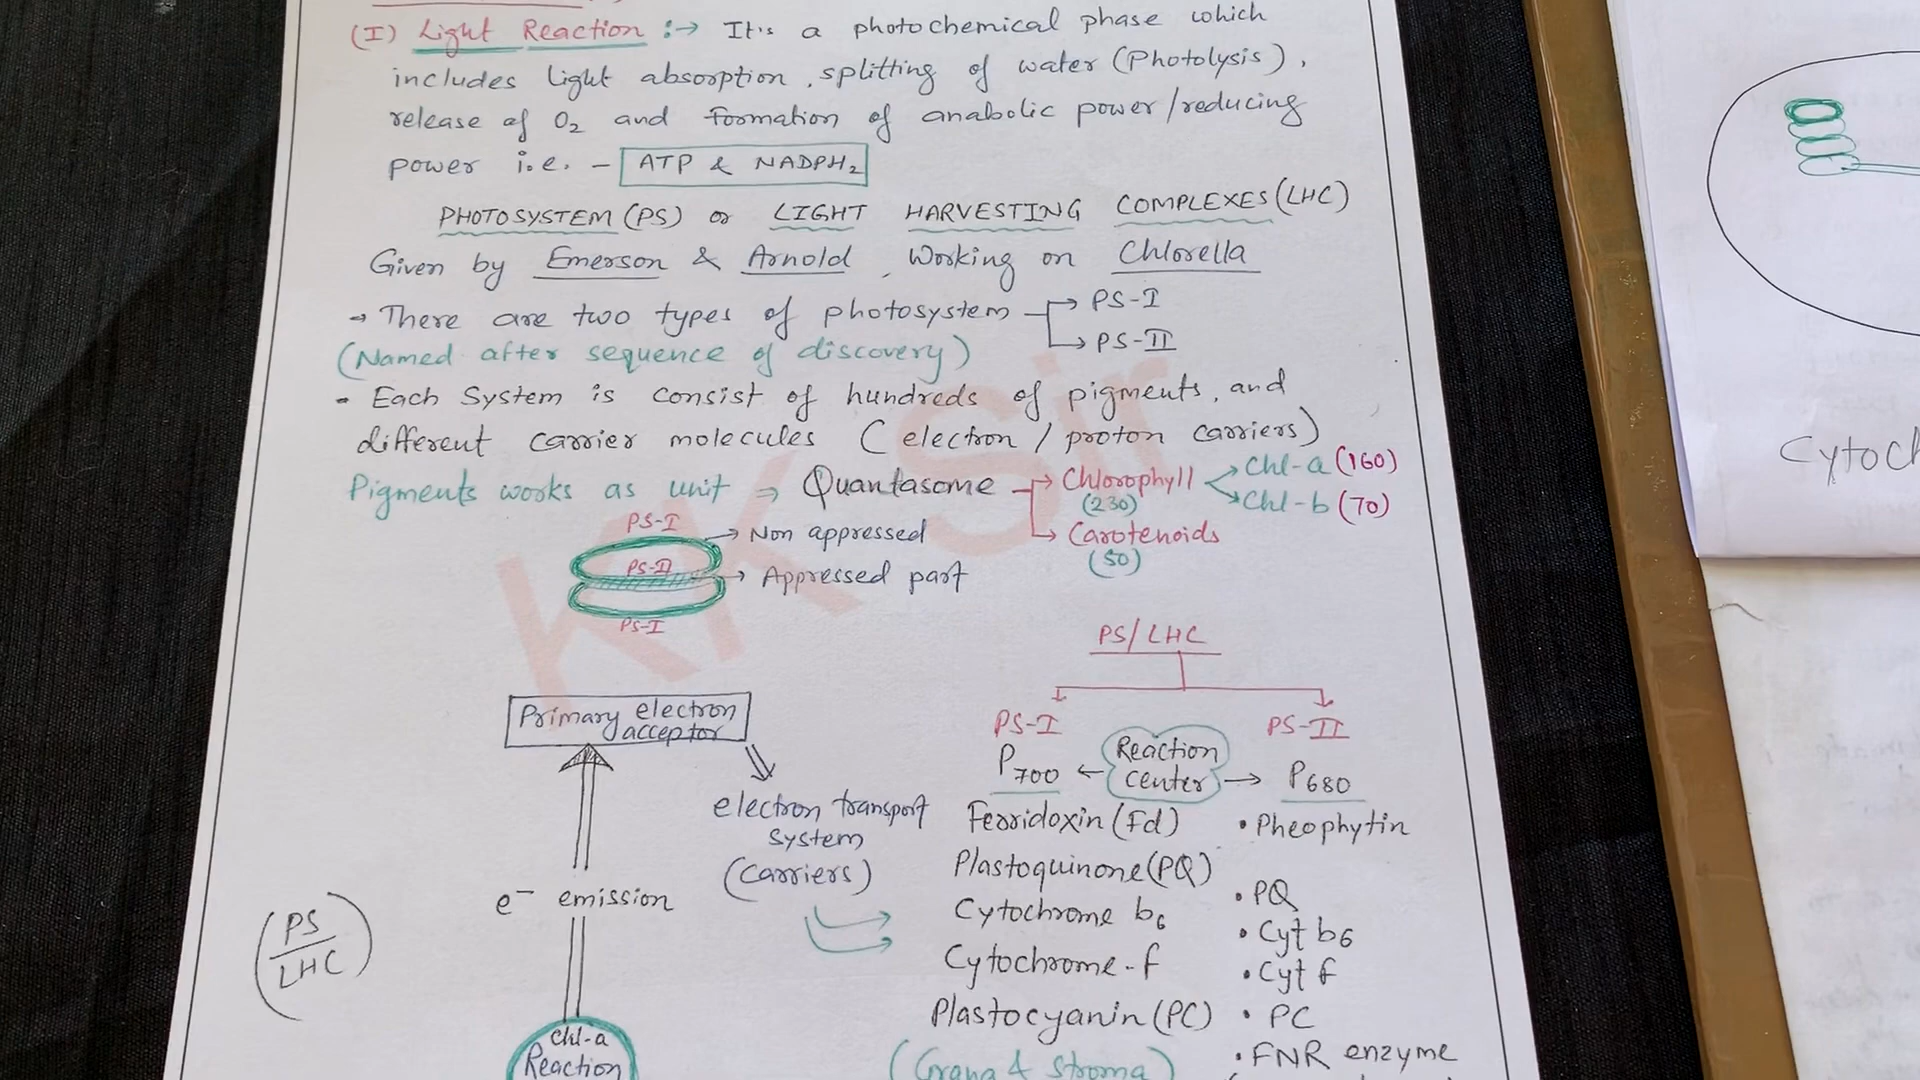 (I) Light Reaction :→ It's a photochemical phase which
includes light absorption, splitting of water (Photolysis),
release of O2 and formation of anabolic power/reducing
power i.e. - ATP & NADPH2
PHOTOSYSTEM (PS) or LIGHT HARVESTING COMPLEXES (LHC)
Given by Emerson & Arnold, Working on Chlorella
→ There are two types of photosystem → PS-I
→ PS-II
(Named after sequence of discovery)
- Each System is consist of hundreds of pigments, and
different carrier molecules (electron / proton carriers)
Pigments works as unit ⇒ Quantasome → Chlorophyll → Chl-a (160)
(230) → Chl-b (70)
→ Carotenoids
(50)
PS-I
→ Non appressed
PS-II
→ Appressed part
PS-I
KK Sir
PS/LHC
PS-I PS-II
P700 ← Reaction center → P680
Primary electron
acceptor
electron transport
system
(carriers)
e- emission
PS
LHC
Chl-a
Reaction
Ferridoxin (Fd)
Plastoquinone (PQ)
Cytochrome b6
Cytochrome-f
Plastocyanin (PC)
(Grana & Stroma)
• Pheophytin
• PQ
• Cyt b6
• Cyt f
• PC
• FNR enzyme
Cytoch